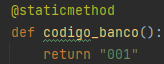 @staticmethod
def codigo_banco():
    return "001"